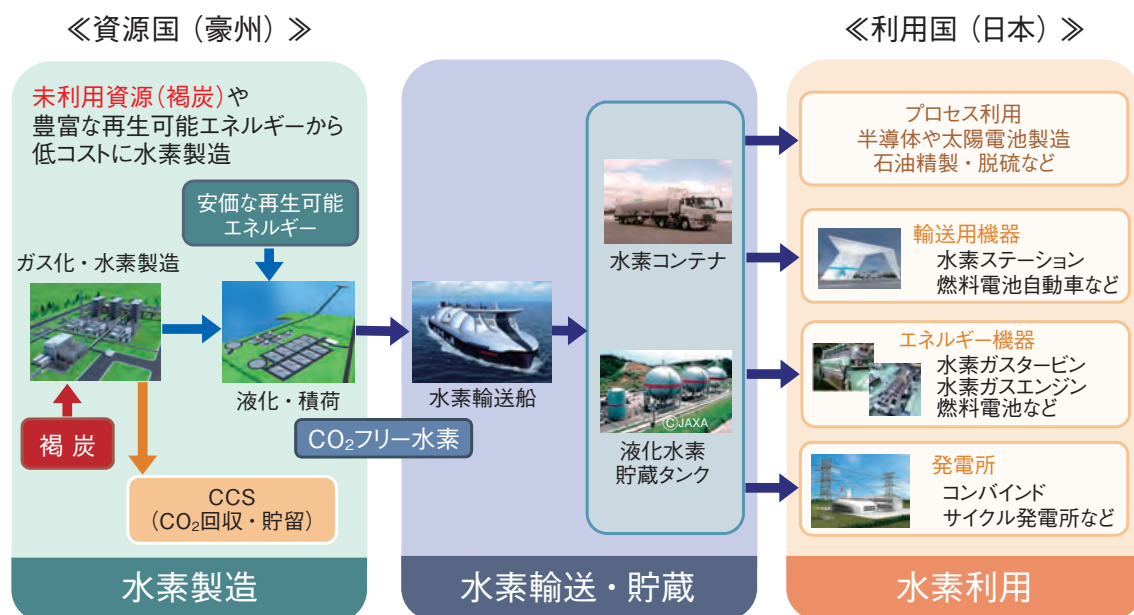 ≪資源国（豪州）≫
≪利用国（日本）≫
未利用資源（褐炭）や
豊富な再生可能エネルギーから
低コストに水素製造
安価な再生可能
エネルギー
ガス化・水素製造
液化・積荷
褐 炭
CCS
（CO₂回収・貯留）
水素製造
CO₂フリー水素
水素輸送船
水素コンテナ
©JAXA
液化水素
貯蔵タンク
水素輸送・貯蔵
プロセス利用
半導体や太陽電池製造
石油精製・脱硫など
輸送用機器
水素ステーション
燃料電池自動車など
エネルギー機器
水素ガスタービン
水素ガスエンジン
燃料電池など
発電所
コンバインド
サイクル発電所など
水素利用